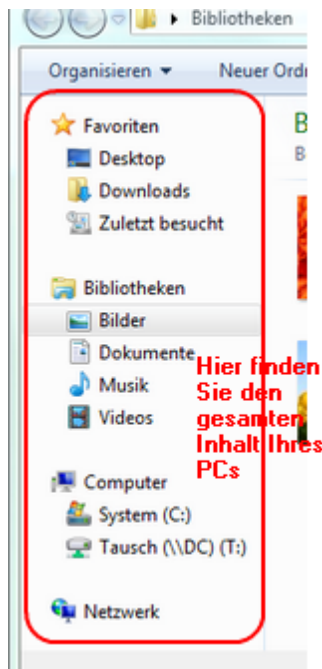 Bibliotheken
Organisieren Neuer Ordn
Favoriten
Desktop
Downloads
Zuletzt besucht
B
B
Bibliotheken
Bilder
Dokumente
Musik
Videos
Hier finden
Sie den
gesamten
Inhalt Ihres
PCs
Computer
System (C:)
Tausch (\\DC) (T:)
Netzwerk